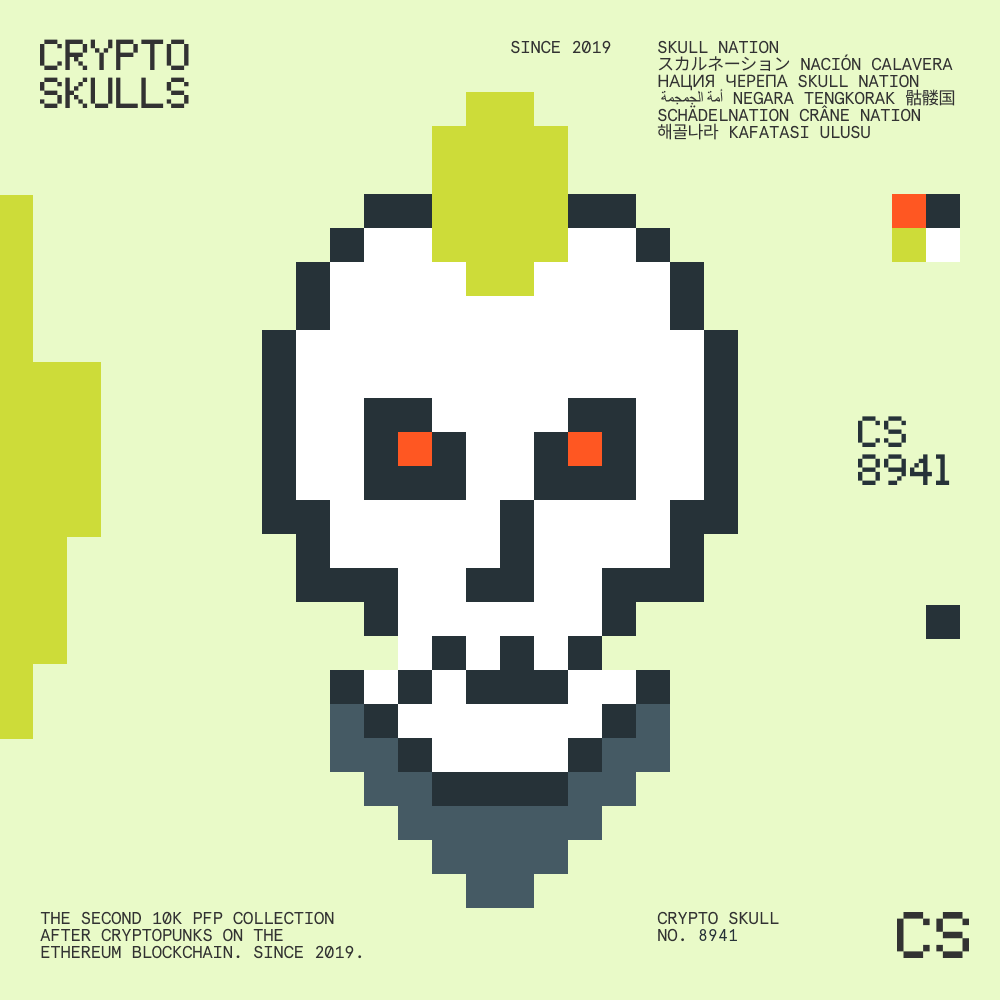 CRYPTO
SKULLS
SINCE 2019
SKULL NATION
スカルネーション NACIÓN CALAVERA
НАЦИЯ ЧЕРЕПА SKULL NATION
أمة الجمجمة NEGARA TENGKORAK 骷髅国
SCHÄDELNATION CRÂNE NATION
해골나라 KAFATASI ULUSU
CS
8941
THE SECOND 10K PFP COLLECTION
AFTER CRYPTOPUNKS ON THE
ETHEREUM BLOCKCHAIN. SINCE 2019.
CRYPTO SKULL
NO. 8941
CS